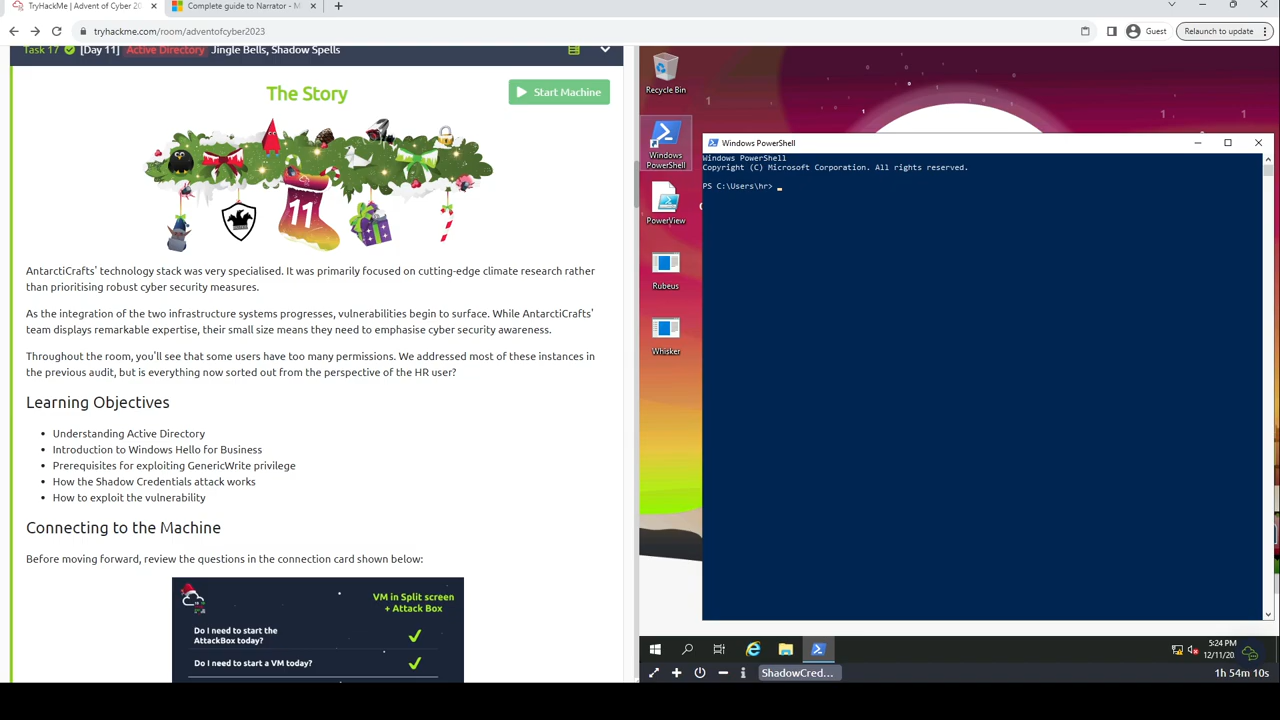 TryHackMe | Advent of Cyber 20
Complete guide to Narrator - M
tryhackme.com/room/adventofcyber2023
Guest
Relaunch to update
Task 17 [Day 11] Active Directory Jingle Bells, Shadow Spells
The Story
Start Machine
11
AntarctiCrafts' technology stack was very specialised. It was primarily focused on cutting-edge climate research rather
than prioritising robust cyber security measures.
As the integration of the two infrastructure systems progresses, vulnerabilities begin to surface. While AntarctiCrafts'
team displays remarkable expertise, their small size means they need to emphasise cyber security awareness.
Throughout the room, you'll see that some users have too many permissions. We addressed most of these instances in
the previous audit, but is everything now sorted out from the perspective of the HR user?
Learning Objectives
• Understanding Active Directory
• Introduction to Windows Hello for Business
• Prerequisites for exploiting GenericWrite privilege
• How the Shadow Credentials attack works
• How to exploit the vulnerability
Connecting to the Machine
Before moving forward, review the questions in the connection card shown below:
VM in Split screen
+ Attack Box
Do I need to start the
AttackBox today?
Do I need to start a VM today?
Recycle Bin
Windows
PowerShell
PowerView
Rubeus
Whisker
Windows PowerShell
Windows PowerShell
Copyright (C) Microsoft Corporation. All rights reserved.
PS C:\Users\hr>
5:24 PM
12/11/20
ShadowCred...
1h 54m 10s